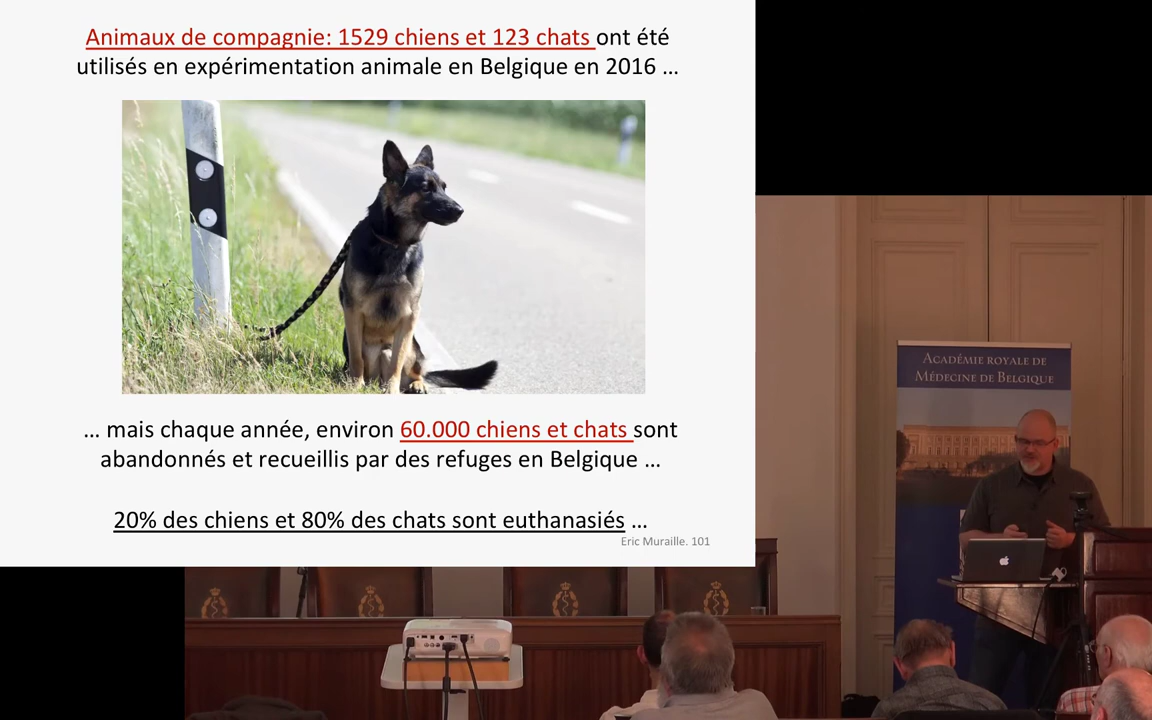 Animaux de compagnie: 1529 chiens et 123 chats ont été
utilisés en expérimentation animale en Belgique en 2016 ...
... mais chaque année, environ 60.000 chiens et chats sont
abandonnés et recueillis par des refuges en Belgique ...
20% des chiens et 80% des chats sont euthanasiés ...
Eric Muraille. 101
Académie royale de
Médecine de Belgique